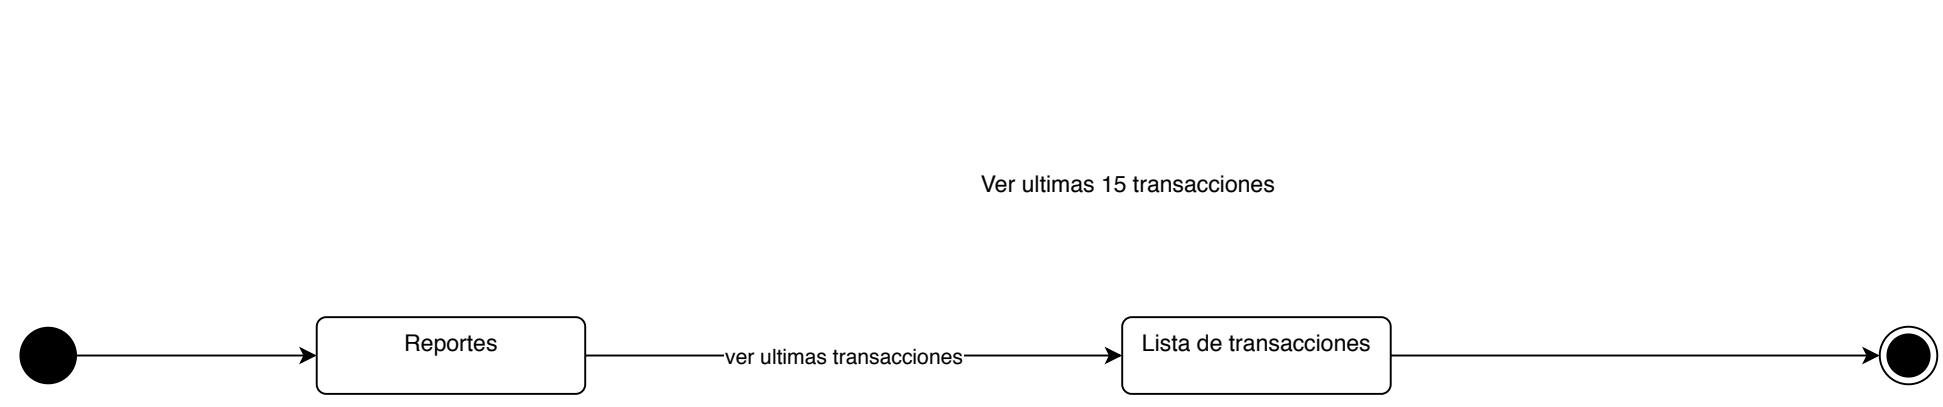 Ver ultimas 15 transacciones
Reportes
ver ultimas transacciones
Lista de transacciones